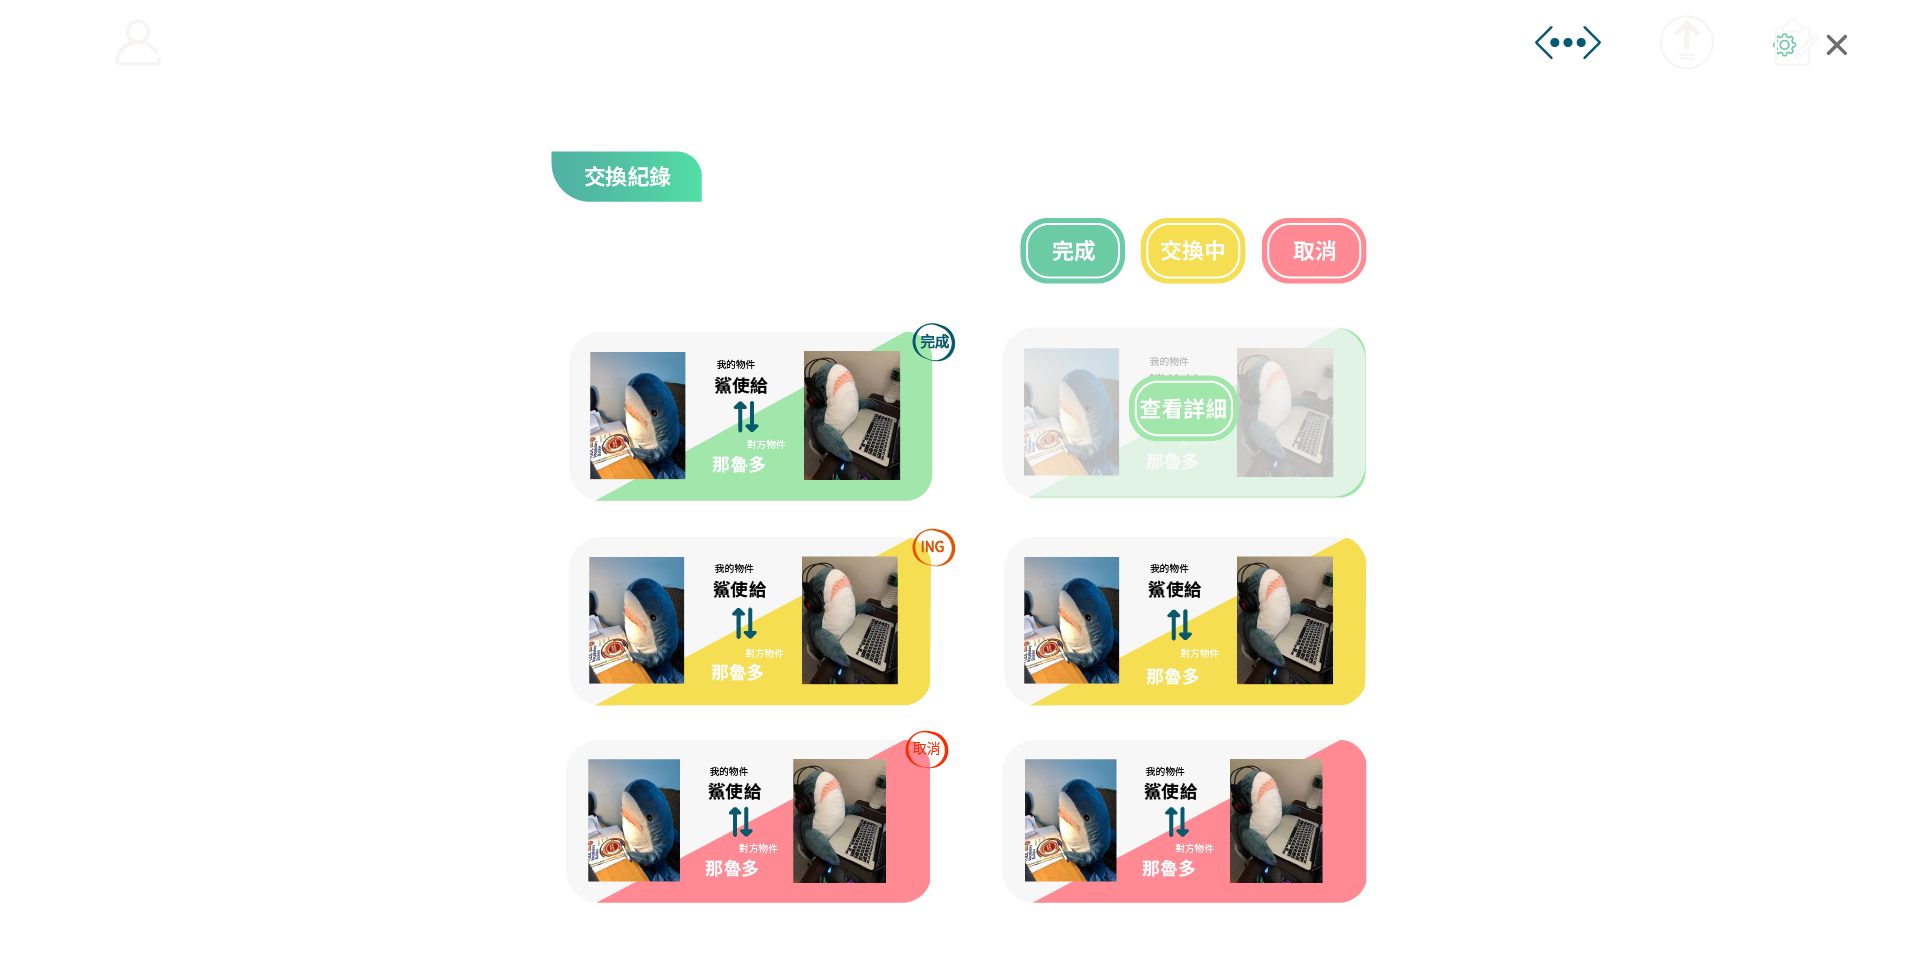 交換紀錄
完成
交換中
取消
完成
我的物件
鯊使給
對方物件
那魯多
我的物件
查看詳細
那魯多
ING
我的物件
鯊使給
對方物件
那魯多
我的物件
鯊使給
對方物件
那魯多
取消
我的物件
鯊使給
對方物件
那魯多
我的物件
鯊使給
對方物件
那魯多